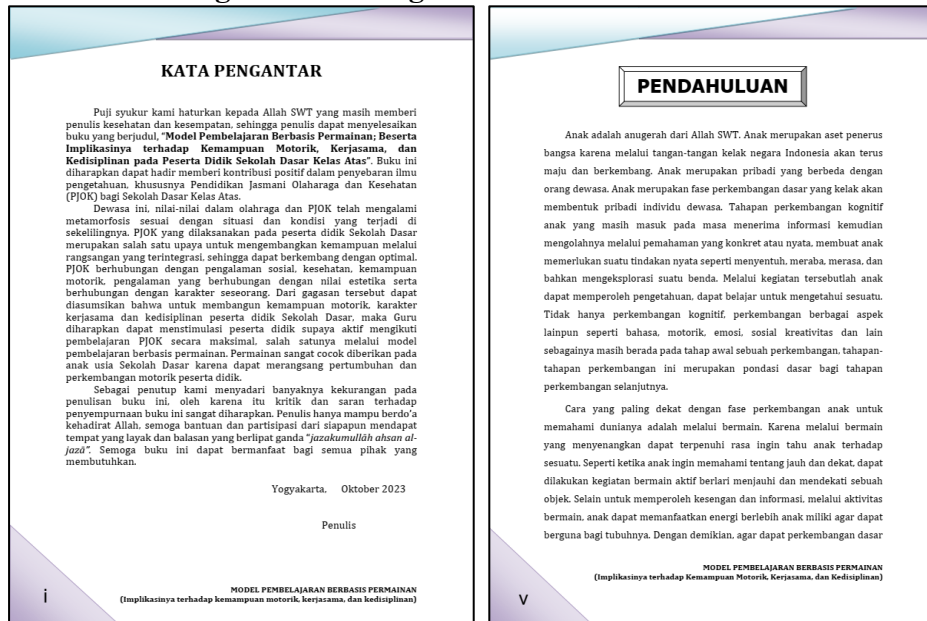 KATA PENGANTAR
Puji syukur kami haturkan kepada Allah SWT yang masih memberi
penulis kesehatan dan kesempatan, sehingga penulis dapat menyelesaikan
buku yang berjudul, "Model Pembelajaran Berbasis Permainan; Beserta
Implikasinya terhadap Kemampuan Motorik, Kerjasama, dan
Kedisiplinan pada Peserta Didik Sekolah Dasar Kelas Atas". Buku ini
diharapkan dapat hadir memberi kontribusi positif dalam penyebaran ilmu
pengetahuan, khususnya Pendidikan Jasmani Olaharaga dan Kesehatan
(PJOK) bagi Sekolah Dasar Kelas Atas.
Dewasa ini, nilai-nilai dalam olahraga dan PJOK telah mengalami
metamorfosis sesuai dengan situasi dan kondisi yang terjadi di
sekelilingnya. PJOK yang dilaksanakan pada peserta didik Sekolah Dasar
merupakan salah satu upaya untuk mengembangkan kemampuan melalui
rangsangan yang terintegrasi, sehingga dapat berkembang dengan optimal.
PJOK berhubungan dengan pengalaman sosial, kesehatan, kemampuan
motorik, pengalaman yang berhubungan dengan nilai estetika serta
berhubungan dengan karakter seseorang. Dari gagasan tersebut dapat
diasumsikan bahwa untuk membangun kemampuan motorik, karakter
kerjasama dan kedisiplinan peserta didik Sekolah Dasar, maka Guru
diharapkan dapat menstimulasi peserta didik supaya aktif mengikuti
pembelajaran PJOK secara maksimal, salah satunya melalui model
pembelajaran berbasis permainan. Permainan sangat cocok diberikan pada
anak usia Sekolah Dasar karena dapat merangsang pertumbuhan dan
perkembangan motorik peserta didik.
Sebagai penutup kami menyadari banyaknya kekurangan pada
penulisan buku ini, oleh karena itu kritik dan saran terhadap
penyempurnaan buku ini sangat diharapkan. Penulis hanya mampu berdo'a
kehadirat Allah, semoga bantuan dan partisipasi dari siapapun mendapat
tempat yang layak dan balasan yang berlipat ganda "jazakumullâh ahsan al-
jazâ". Semoga buku ini dapat bermanfaat bagi semua pihak yang
membutuhkan.
Yogyakarta, Oktober 2023
Penulis
MODEL PEMBELAJARAN BERBASIS PERMAINAN
(Implikasinya terhadap kemampuan motorik, kerjasama, dan kedisiplinan)
i
PENDAHULUAN
Anak adalah anugerah dari Allah SWT. Anak merupakan aset penerus
bangsa karena melalui tangan-tangan kelak negara Indonesia akan terus
maju dan berkembang. Anak merupakan pribadi yang berbeda dengan
orang dewasa. Anak merupakan fase perkembangan dasar yang kelak akan
membentuk pribadi individu dewasa. Tahapan perkembangan kognitif
anak yang masih masuk pada masa menerima informasi kemudian
mengolahnya melalui pemahaman yang konkret atau nyata, membuat anak
memerlukan suatu tindakan nyata seperti menyentuh, meraba, merasa, dan
bahkan mengeksplorasi suatu benda. Melalui kegiatan tersebutlah anak
dapat memperoleh pengetahuan, dapat belajar untuk mengetahui sesuatu.
Tidak hanya perkembangan kognitif, perkembangan berbagai aspek
lainpun seperti bahasa, motorik, emosi, sosial kreativitas dan lain
sebagainya masih berada pada tahap awal sebuah perkembangan, tahapan-
tahapan perkembangan ini merupakan pondasi dasar bagi tahapan
perkembangan selanjutnya.
Cara yang paling dekat dengan fase perkembangan anak untuk
memahami dunianya adalah melalui bermain. Karena melalui bermain
yang menyenangkan dapat terpenuhi rasa ingin tahu anak terhadap
sesuatu. Seperti ketika anak ingin memahami tentang jauh dan dekat, dapat
dilakukan kegiatan bermain aktif berlari menjauhi dan mendekati sebuah
objek. Selain untuk memperoleh kesengan dan informasi, melalui aktivitas
bermain, anak dapat memanfaatkan energi berlebih anak miliki agar dapat
berguna bagi tubuhnya. Dengan demikian, agar dapat perkembangan dasar
MODEL PEMBELAJARAN BERBASIS PERMAINAN
(Implikasinya terhadap Kemampuan Motorik, Kerjasama, dan Kedisiplinan)
v